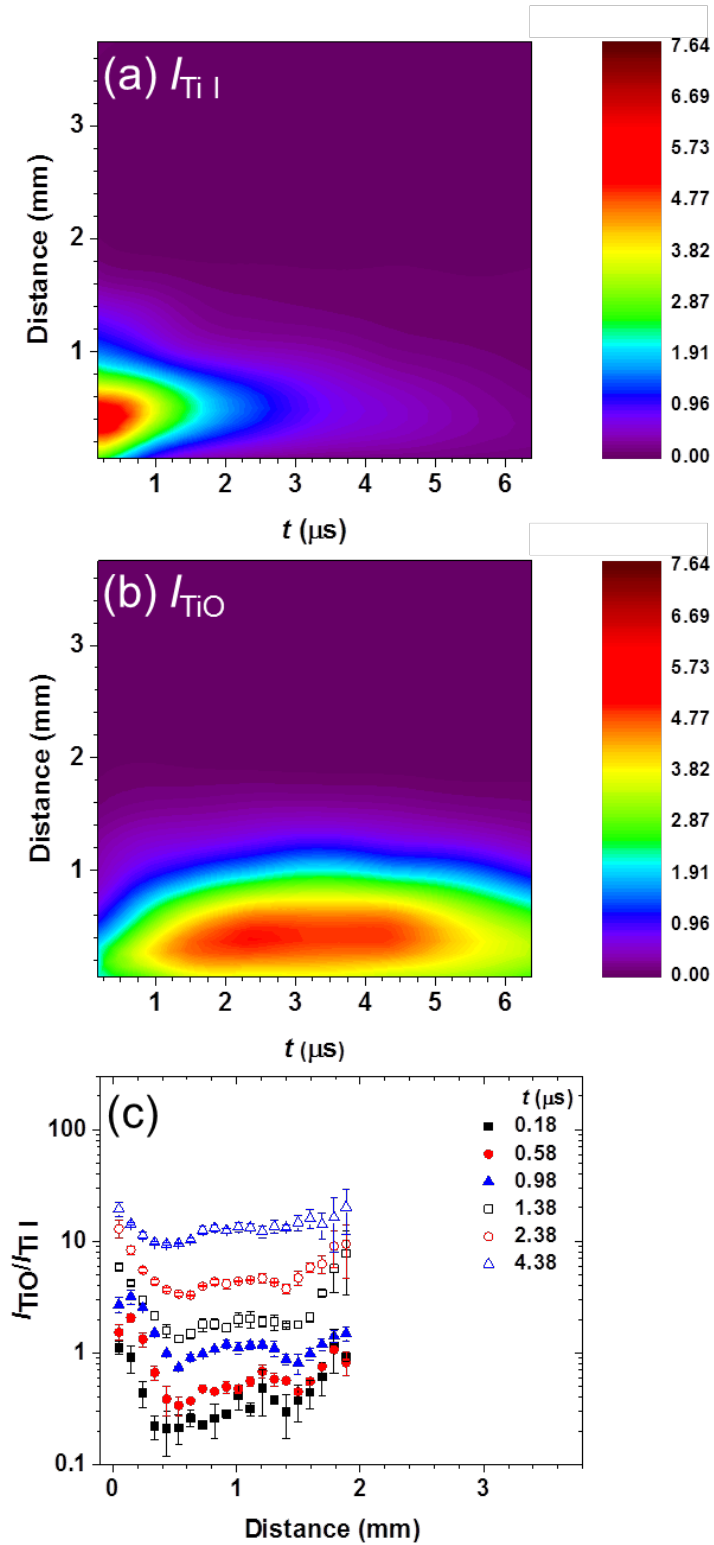 (a) I Ti I
7.64
6.69
5.73
4.77
3.82
2.87
1.91
0.96
0.00
Distance (mm)
3
2
1
1 2 3 4 5 6
t (μs)
(b) I TiO
7.64
6.69
5.73
4.77
3.82
2.87
1.91
0.96
0.00
Distance (mm)
3
2
1
1 2 3 4 5 6
t (μs)
(c)
t (μs)
0.18
0.58
0.98
1.38
2.38
4.38
I TiO/I Ti I
100
10
1
0.1
0 1 2 3
Distance (mm)